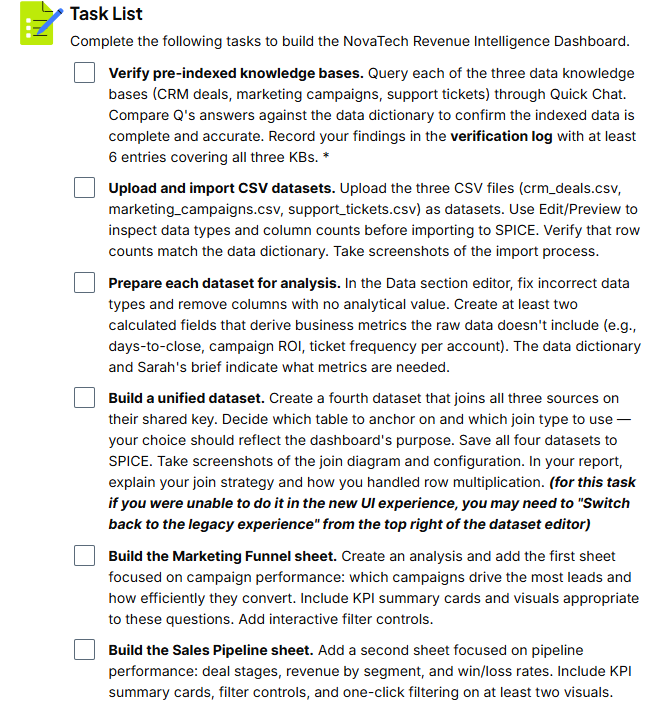 Task List
Complete the following tasks to build the NovaTech Revenue Intelligence Dashboard.
Verify pre-indexed knowledge bases. Query each of the three data knowledge
bases (CRM deals, marketing campaigns, support tickets) through Quick Chat.
Compare Q's answers against the data dictionary to confirm the indexed data is
complete and accurate. Record your findings in the verification log with at least
6 entries covering all three KBs. *
Upload and import CSV datasets. Upload the three CSV files (crm_deals.csv,
marketing_campaigns.csv, support_tickets.csv) as datasets. Use Edit/Preview to
inspect data types and column counts before importing to SPICE. Verify that row
counts match the data dictionary. Take screenshots of the import process.
Prepare each dataset for analysis. In the Data section editor, fix incorrect data
types and remove columns with no analytical value. Create at least two
calculated fields that derive business metrics the raw data doesn't include (e.g.,
days-to-close, campaign ROI, ticket frequency per account). The data dictionary
and Sarah's brief indicate what metrics are needed.
Build a unified dataset. Create a fourth dataset that joins all three sources on
their shared key. Decide which table to anchor on and which join type to use —
your choice should reflect the dashboard's purpose. Save all four datasets to
SPICE. Take screenshots of the join diagram and configuration. In your report,
explain your join strategy and how you handled row multiplication. (for this task
if you were unable to do it in the new UI experience, you may need to "Switch
back to the legacy experience" from the top right of the dataset editor)
Build the Marketing Funnel sheet. Create an analysis and add the first sheet
focused on campaign performance: which campaigns drive the most leads and
how efficiently they convert. Include KPI summary cards and visuals appropriate
to these questions. Add interactive filter controls.
Build the Sales Pipeline sheet. Add a second sheet focused on pipeline
performance: deal stages, revenue by segment, and win/loss rates. Include KPI
summary cards, filter controls, and one-click filtering on at least two visuals.